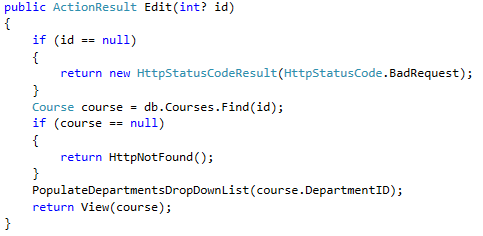 public ActionResult Edit(int? id)
{
    if (id == null)
    {
        return new HttpStatusCodeResult(HttpStatusCode.BadRequest);
    }
    Course course = db.Courses.Find(id);
    if (course == null)
    {
        return HttpNotFound();
    }
    PopulateDepartmentsDropDownList(course.DepartmentID);
    return View(course);
}